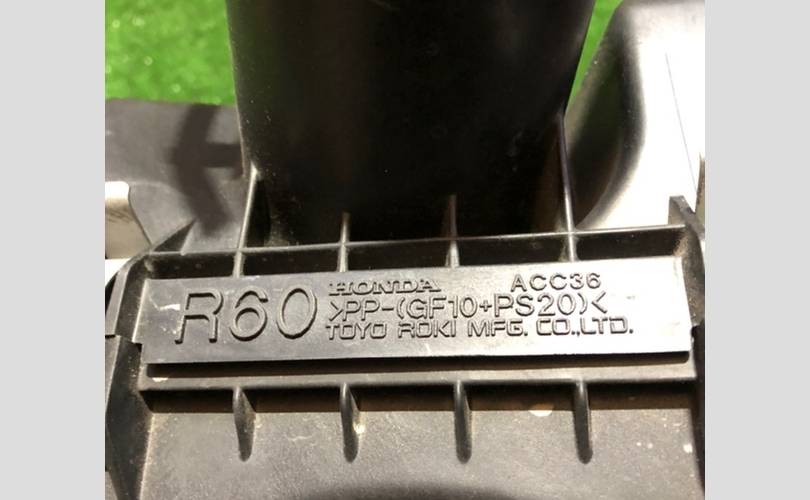 R60
HONDA ACC36
>PP-(GF10+PS20)<
TOYO ROKI MFG. CO.,LTD.